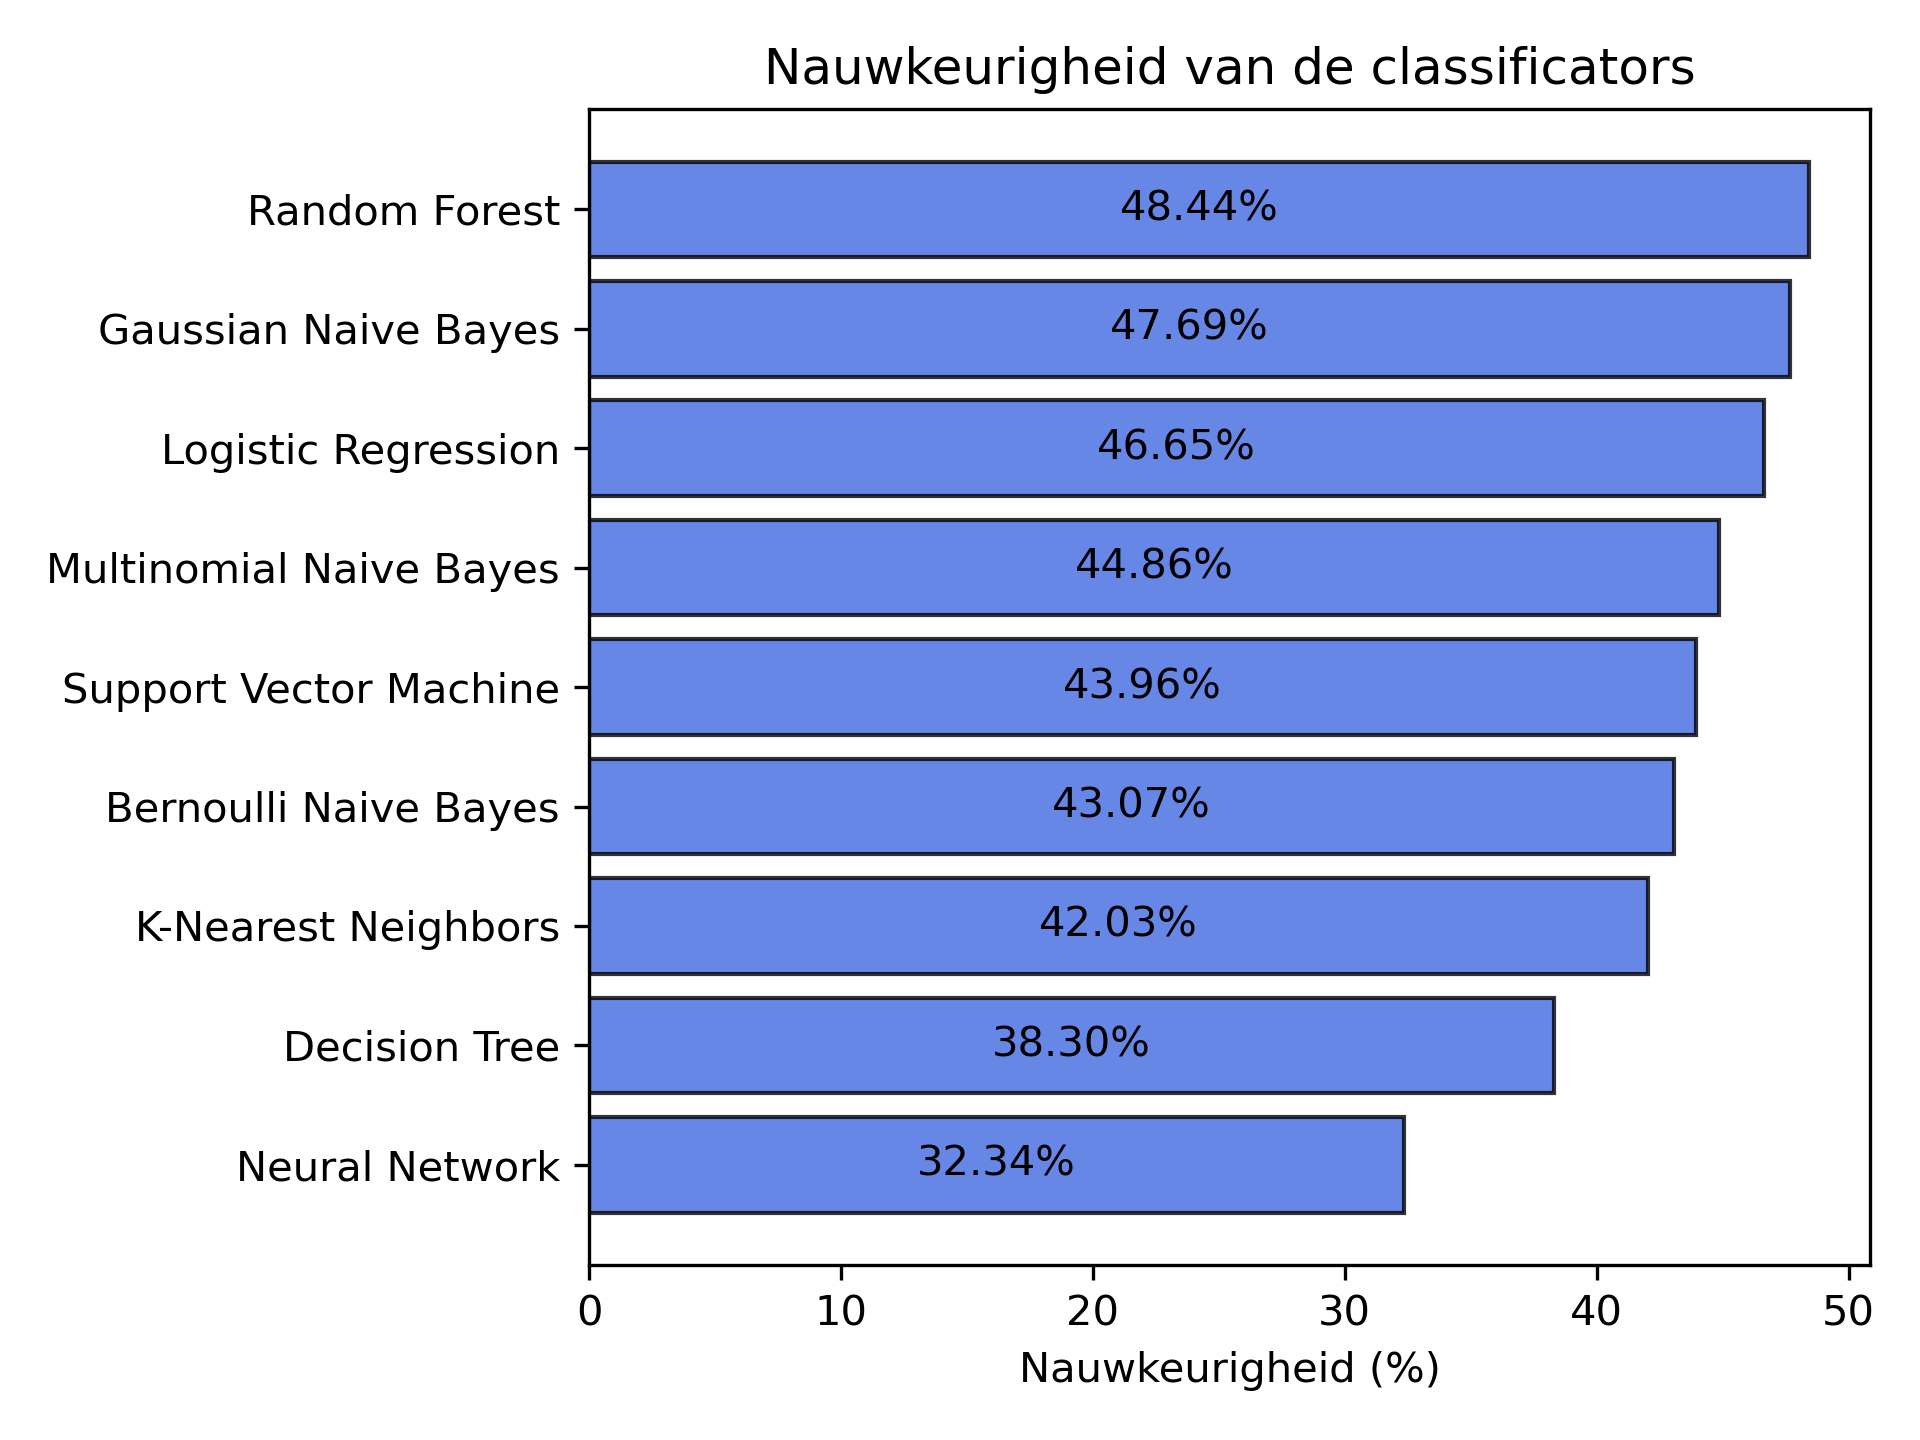 Nauwkeurigheid van de classificators
Random Forest 48.44%
Gaussian Naive Bayes 47.69%
Logistic Regression 46.65%
Multinomial Naive Bayes 44.86%
Support Vector Machine 43.96%
Bernoulli Naive Bayes 43.07%
K-Nearest Neighbors 42.03%
Decision Tree 38.30%
Neural Network 32.34%
0 10 20 30 40 50
Nauwkeurigheid (%)